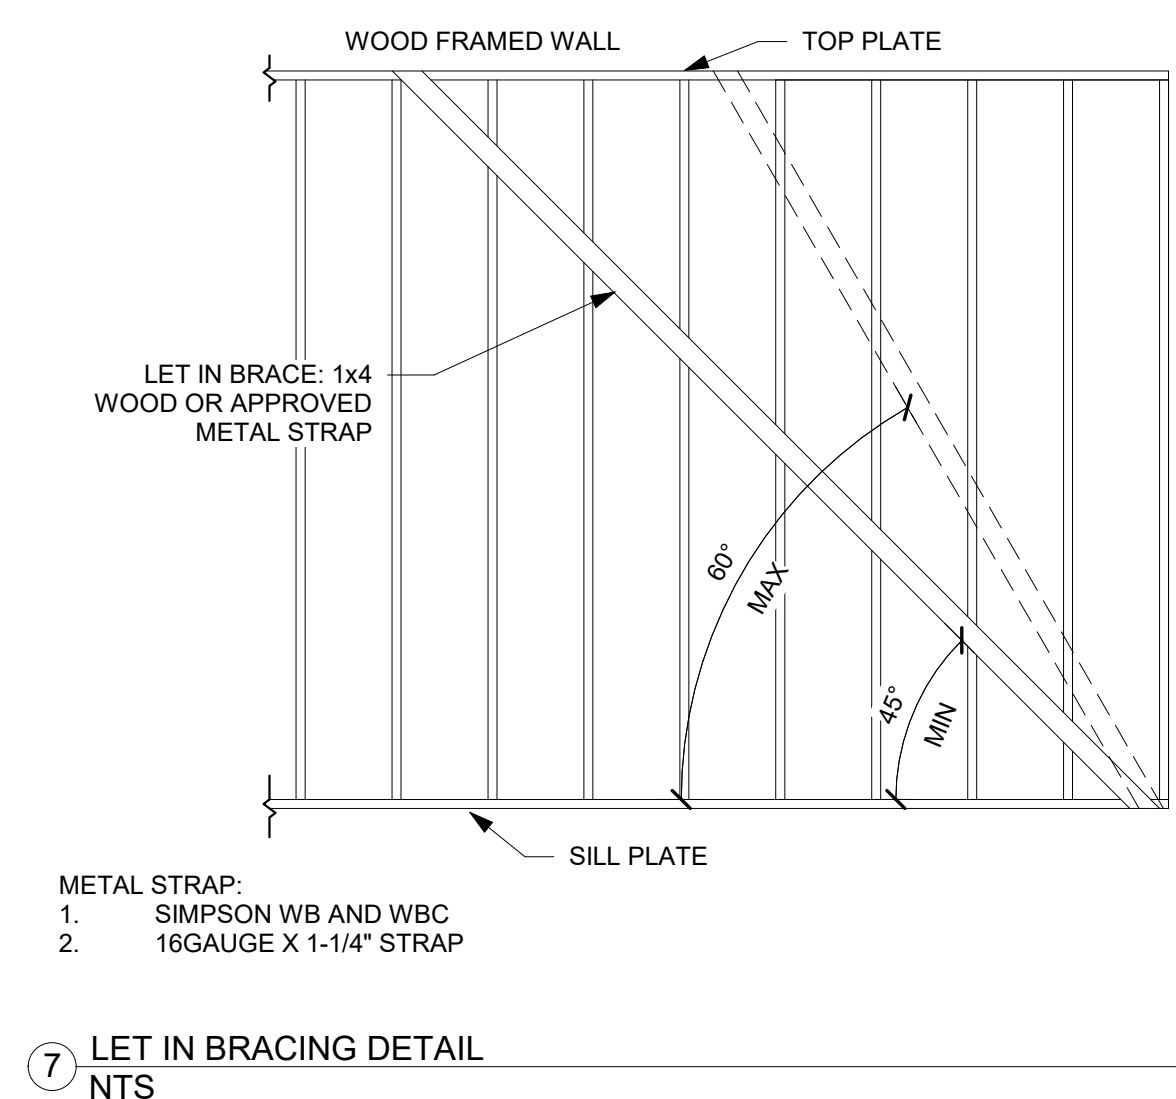 WOOD FRAMED WALL
TOP PLATE
LET IN BRACE: 1x4
WOOD OR APPROVED
METAL STRAP
60°
MAX
45°
MIN
SILL PLATE
METAL STRAP:
1. SIMPSON WB AND WBC
2. 16GAUGE X 1-1/4" STRAP
7 LET IN BRACING DETAIL
NTS